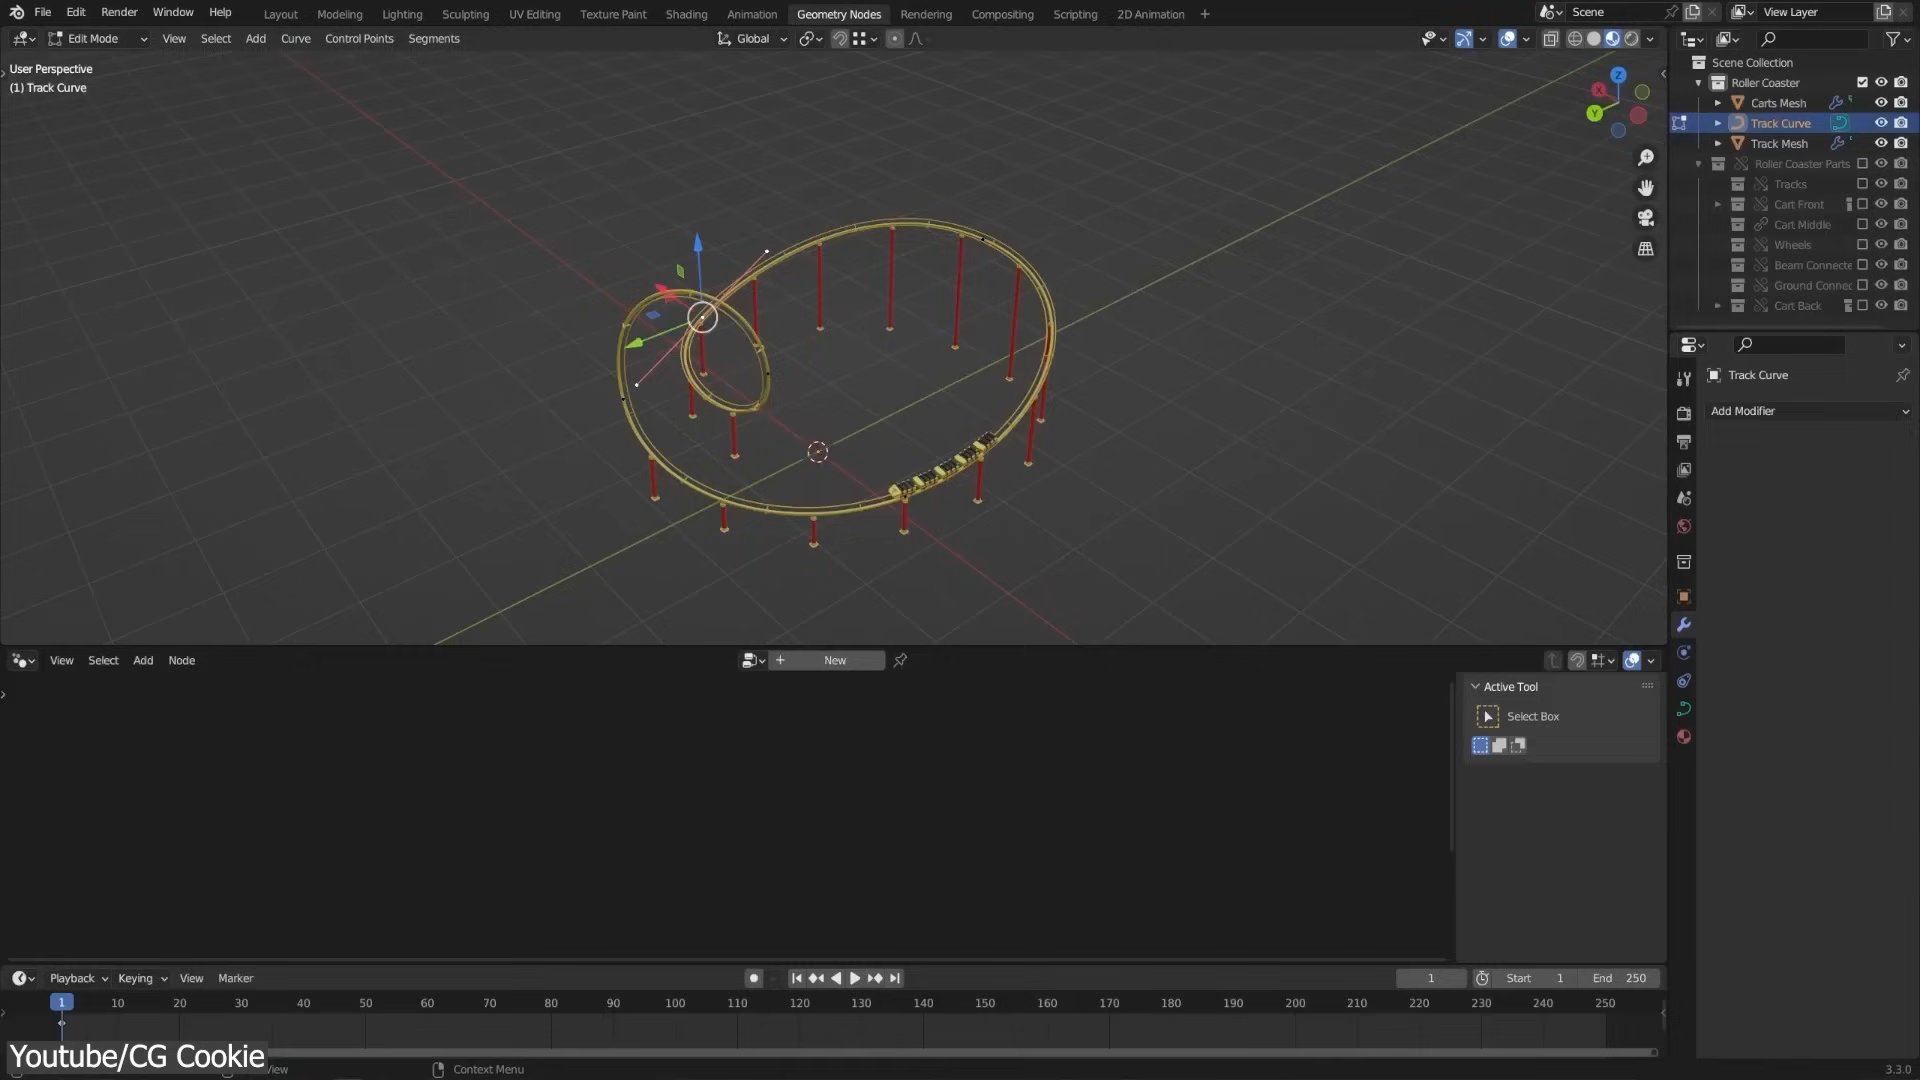 File Edit Render Window Help Layout Modeling Lighting Sculpting UV Editing Texture Paint Shading Animation Geometry Nodes Rendering Compositing Scripting 2D Animation + Scene View Layer
Edit Mode View Select Add Curve Control Points Segments Global
User Perspective
(1) Track Curve
Z
X
Y
Scene Collection
Roller Coaster
Carts Mesh
Track Curve
Track Mesh
Roller Coaster Parts
Tracks
Cart Front
Cart Middle
Wheels
Beam Connecte
Ground Connec
Cart Back
Track Curve
Add Modifier
View Select Add Node + New
Active Tool
Select Box
Playback Keying View Marker 1 Start 1 End 250
1 10 20 30 40 50 60 70 80 90 100 110 120 130 140 150 160 170 180 190 200 210 220 230 240 250
Youtube/CG Cookie
View Context Menu 3.3.0